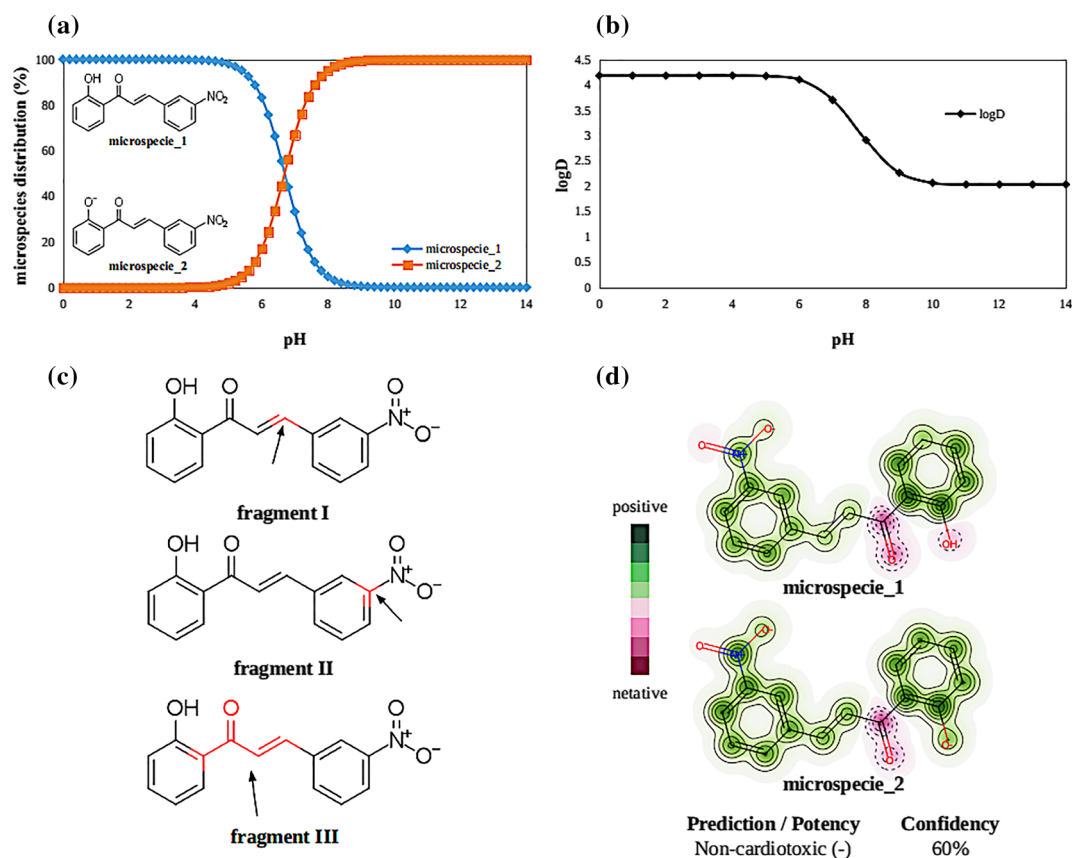 (a)
microspecies distribution (%)
100
80
60
40
20
0
OH O
NO₂
microspecie_1
O⁻ O
NO₂
microspecie_2
microspecie_1
microspecie_2
0 2 4 6 8 10 12 14
pH
(b)
logD
4.5
4
3.5
3
2.5
2
1.5
1
0.5
0
logD
0 2 4 6 8 10 12 14
pH
(c)
OH O O
N⁺
O⁻
fragment I
OH O O
N⁺
O⁻
fragment II
OH O O
N⁺
O⁻
fragment III
(d)
positive
netative
O-
O
N+
OH
O
microspecie_1
O-
O
N+
O-
O
microspecie_2
Prediction / Potency Confidency
Non-cardiotoxic (-) 60%